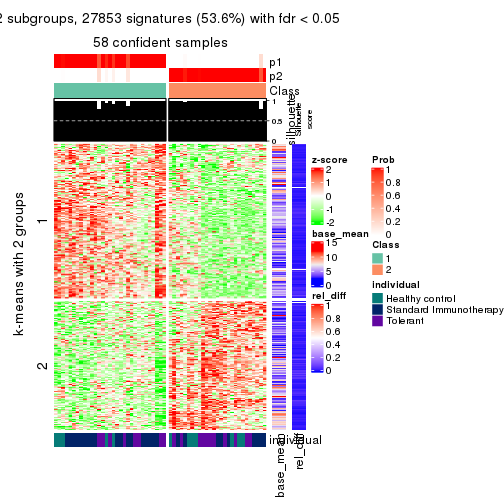 2 subgroups, 27853 signatures (53.6%) with fdr < 0.05
58 confident samples
p1
p2
Class
1
0.5
0
silhouette
Silhouette
score
k-means with 2 groups
1
2
individual
base_mean
rel_diff
z-score
2
1
0
-1
-2
base_mean
15
10
5
0
rel_diff
1
0.8
0.6
0.4
0.2
0
Prob
1
0.8
0.6
0.4
0.2
0
Class
1
2
individual
Healthy control
Standard Immunotherapy
Tolerant